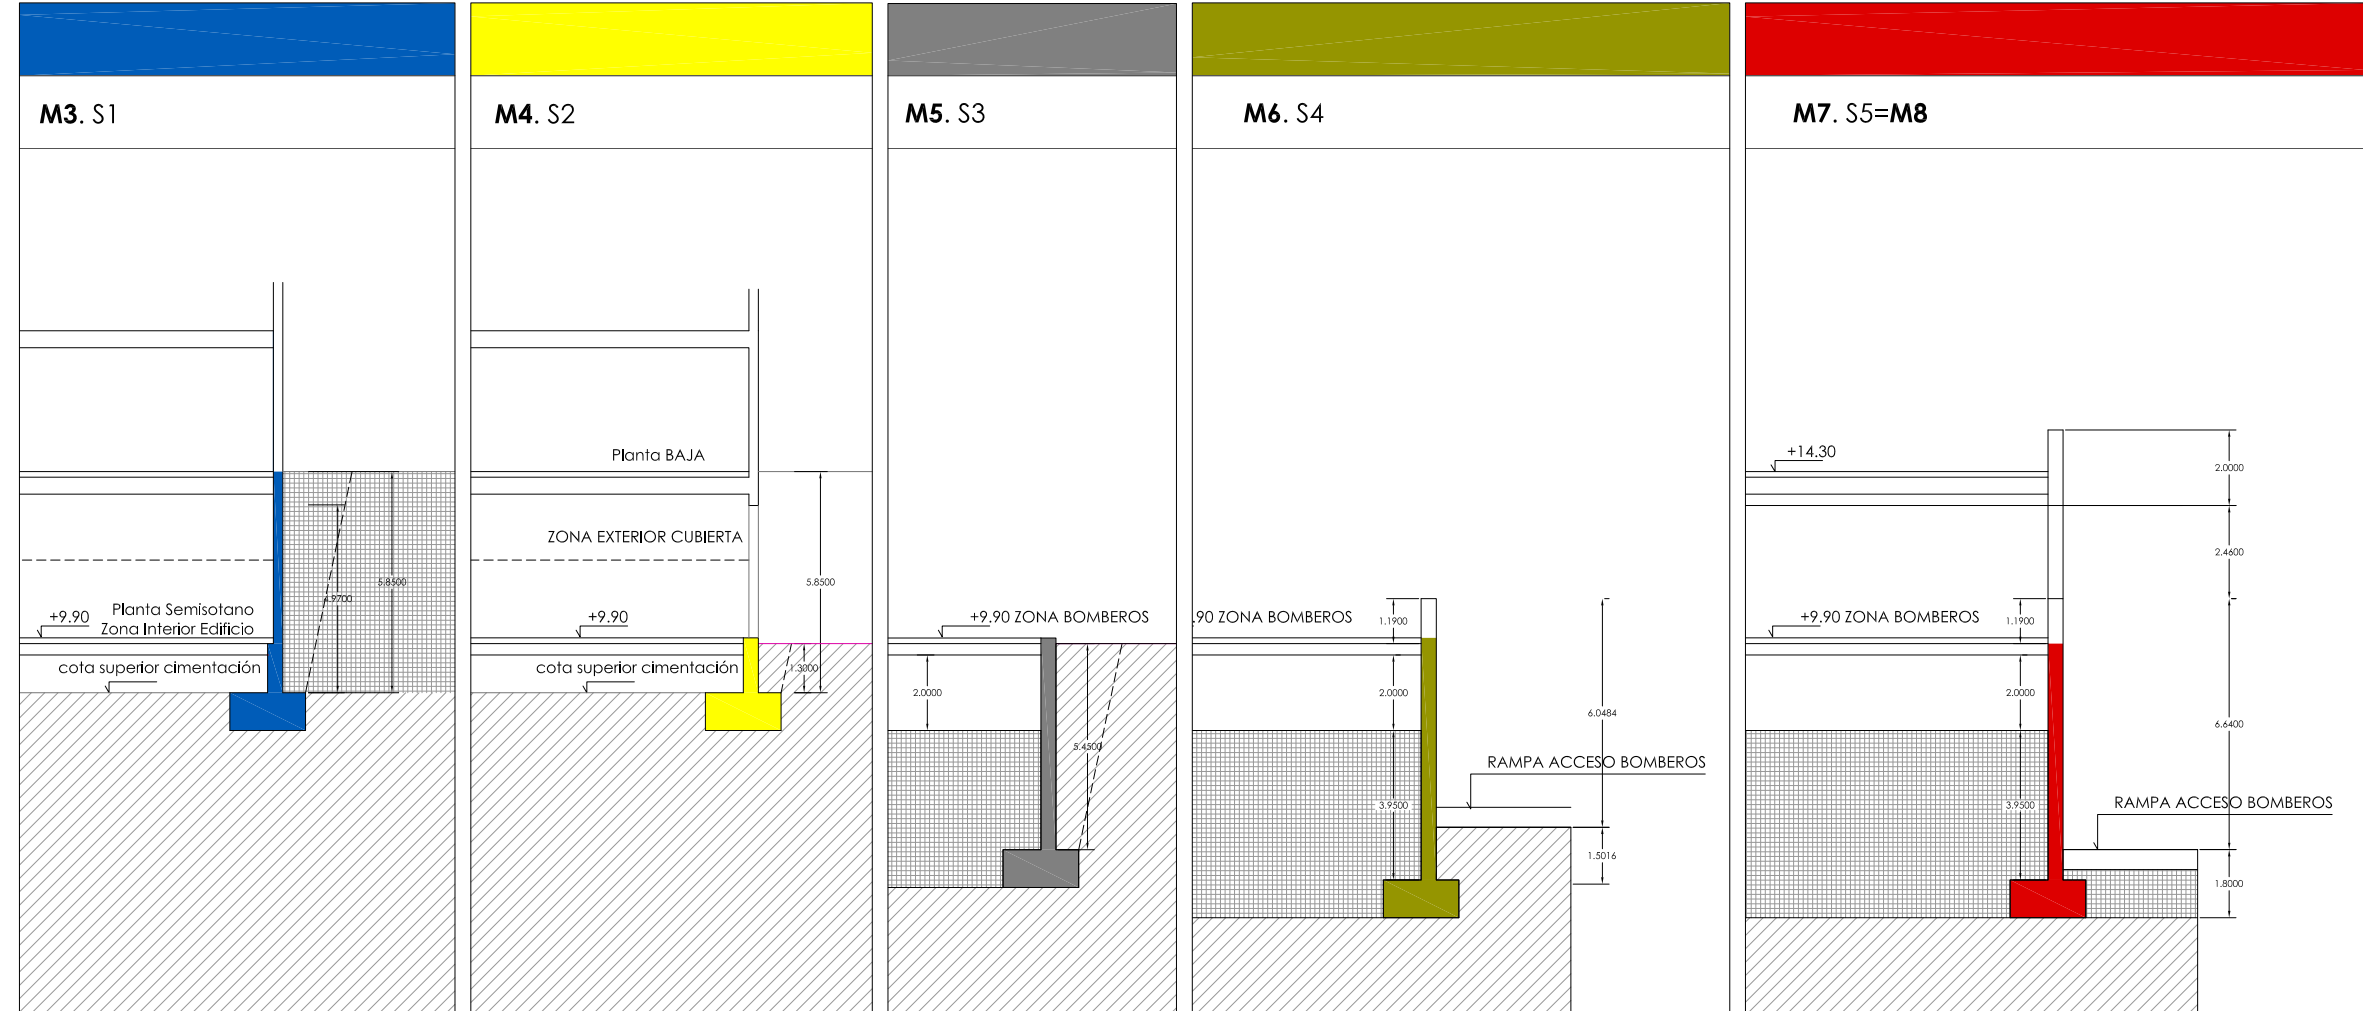 M3. S1
5.8500
4.9700
+9.90
Planta Semisotano
Zona Interior Edificio
cota superior cimentación
M4. S2
Planta BAJA
ZONA EXTERIOR CUBIERTA
5.8500
+9.90
cota superior cimentación
1.3000
M5. S3
+9.90 ZONA BOMBEROS
2.0000
5.4500
M6. S4
.90 ZONA BOMBEROS
1.1900
2.0000
6.0484
RAMPA ACCESO BOMBEROS
3.9500
1.5016
M7. S5=M8
+14.30
2.0000
2.4600
+9.90 ZONA BOMBEROS
1.1900
2.0000
6.6400
3.9500
RAMPA ACCESO BOMBEROS
1.8000